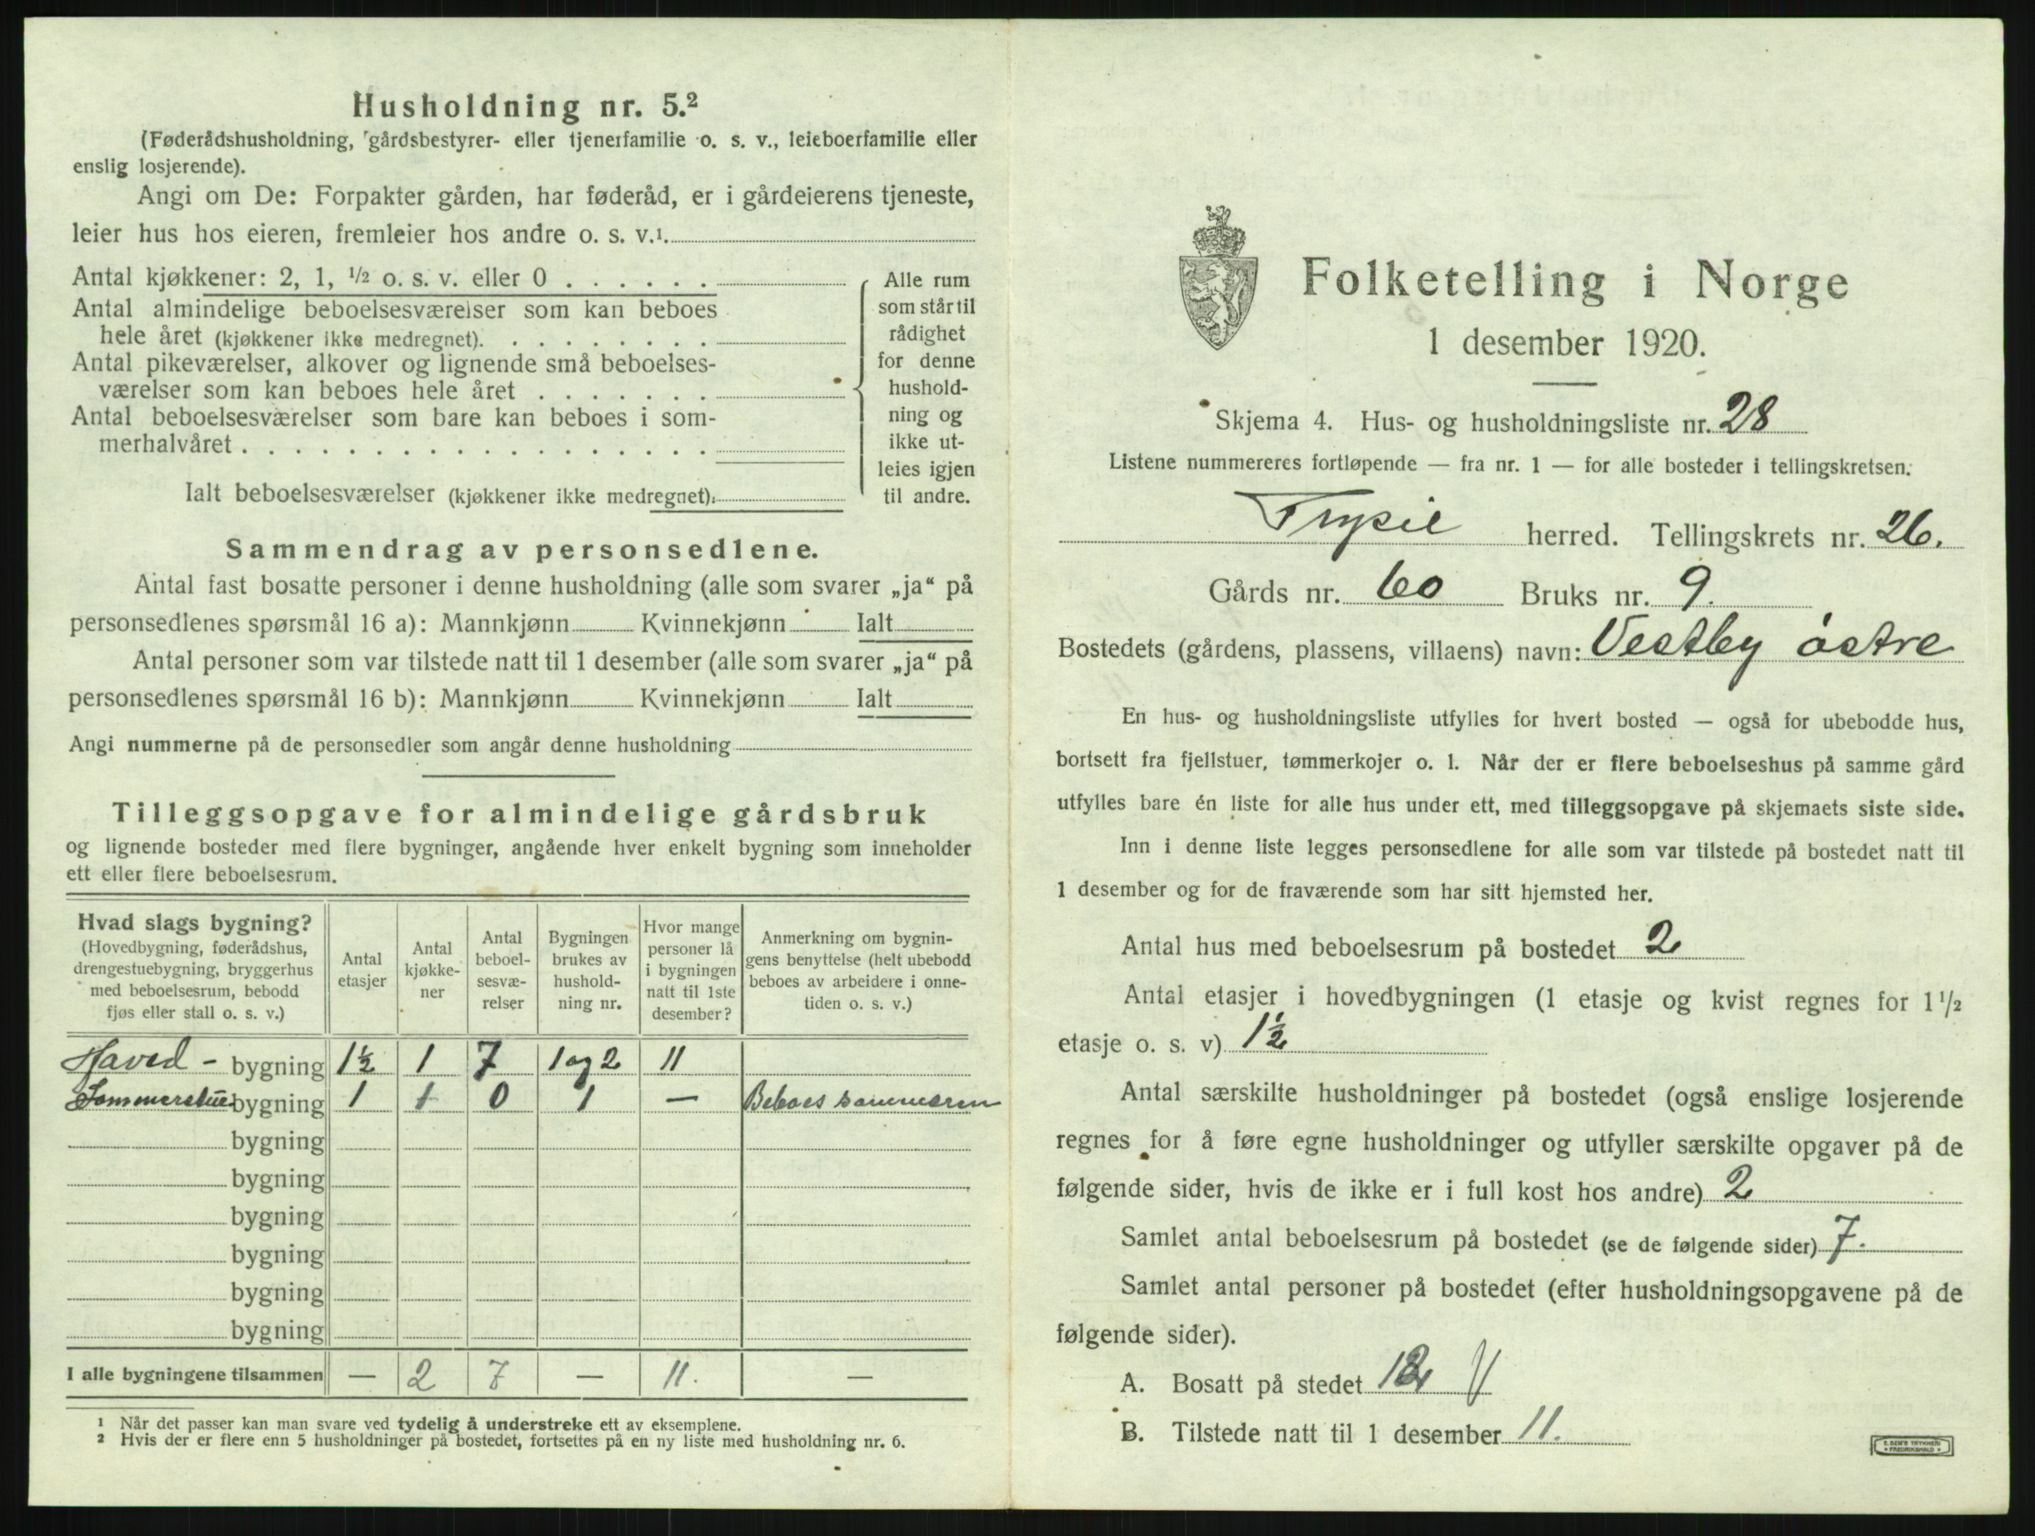 Husholdning nr. 5.²
(Føderådshusholdning, gårdsbestyrer- eller tjenerfamilie o. s. v., leieboerfamilie eller
enslig losjerende).
Angi om De: Forpakter gården, har føderåd, er i gårdeierens tjeneste,
leier hus hos eieren, fremleier hos andre o. s. v.¹.
Antal kjøkkener: 2, 1, ½ o. s. v. eller 0 . . . . . .
Antal almindelige beboelsesværelser som kan beboes
hele året (kjøkkener ikke medregnet). . . . . . . . .
Antal pikeværelser, alkover og lignende små beboelses-
værelser som kan beboes hele året . . . . . . .
Antal beboelsesværelser som bare kan beboes i som-
merhalvåret . . . . . . . . . . . . . . . . . .
Ialt beboelsesværelser (kjøkkener ikke medregnet):
Alle rum
som står til
rådighet
for denne
hushold-
ning og
ikke ut-
leies igjen
til andre.
Sammendrag av personsedlene.
Antal fast bosatte personer i denne husholdning (alle som svarer „ja“ på
personsedlenes spørsmål 16 a): Mannkjønn Kvinnekjønn Ialt
Antal personer som var tilstede natt til 1 desember (alle som svarer „ja“ på
personsedlenes spørsmål 16 b): Mannkjønn Kvinnekjønn Ialt
Angi nummerne på de personsedler som angår denne husholdning
Tilleggsopgave for almindelige gårdsbruk
og lignende bosteder med flere bygninger, angående hver enkelt bygning som inneholder
ett eller flere beboelsesrum.
Hvad slags bygning?
(Hovedbygning, føderådshus,
drengestuebygning, bryggerhus
med beboelsesrum, bebodd
fjøs eller stall o. s. v.)
Antal
etasjer
Antal
kjøkke-
ner
Antal
beboel-
sesvæ-
relser
Bygningen
brukes av
hushold-
ning nr.
Hvor mange
personer lå
i bygningen
natt til 1ste
desember?
Anmerkning om bygnin-
gens benyttelse (helt ubebodd
beboes av arbeidere i onne-
tiden o. s. v.)
Hoved - bygning 1½ 1 7 1 og 2 11
Sommerstue bygning 1 1 0 1 — Beboes sommeren
bygning
bygning
bygning
bygning
bygning
bygning
I alle bygningene tilsammen — 2 7 — 11. —
¹ Når det passer kan man svare ved tydelig å understreke ett av eksemplene.
² Hvis der er flere enn 5 husholdninger på bostedet, fortsettes på en ny liste med husholdning nr. 6.
Folketelling i Norge
1 desember 1920.
Skjema 4. Hus- og husholdningsliste nr. 28
Listene nummereres fortløpende — fra nr. 1 — for alle bosteder i tellingskretsen.
Trysil herred. Tellingskrets nr. 26.
Gårds nr. 60 Bruks nr. 9.
Bostedets (gårdens, plassens, villaens) navn: Vestby østre
En hus- og husholdningsliste utfylles for hvert bosted — også for ubebodde hus,
bortsett fra fjellstuer, tømmerkojer o. l. Når der er flere beboelseshus på samme gård
utfylles bare én liste for alle hus under ett, med tilleggsopgave på skjemaets siste side.
Inn i denne liste legges personsedlene for alle som var tilstede på bostedet natt til
1 desember og for de fraværende som har sitt hjemsted her.
Antal hus med beboelsesrum på bostedet 2
Antal etasjer i hovedbygningen (1 etasje og kvist regnes for 1 ½
etasje o. s. v) 1½
Antal særskilte husholdninger på bostedet (også enslige losjerende
regnes for å føre egne husholdninger og utfyller særskilte opgaver på de
følgende sider, hvis de ikke er i full kost hos andre) 2
Samlet antal beboelsesrum på bostedet (se de følgende sider) 7.
Samlet antal personer på bostedet (efter husholdningsopgavene på de
følgende sider).
A. Bosatt på stedet
B. Tilstede natt til 1 desember 11.